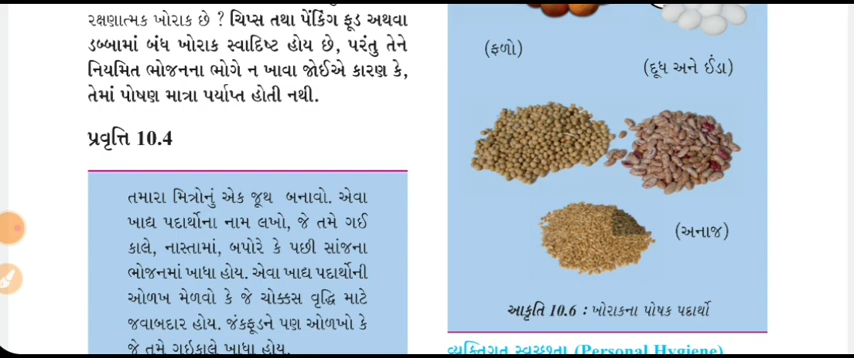 રક્ષણાત્મક ખોરાક છે ? ચિપ્સ તથા પેંકિંગ ફૂડ અથવા
ડબ્બામાં બંધ ખોરાક સ્વાદિષ્ટ હોય છે, પરંતુ તેને
નિયમિત ભોજનના ભોગે ન ખાવા જોઈએ કારણ કે,
તેમાં પોષણ માત્રા પર્યાપ્ત હોતી નથી.
પ્રવૃત્તિ 10.4
તમારા મિત્રોનું એક જૂથ બનાવો. એવા
ખાદ્ય પદાર્થોના નામ લખો, જે તમે ગઈ
કાલે, નાસ્તામાં, બપોરે કે પછી સાંજના
ભોજનમાં ખાધા હોય. એવા ખાદ્ય પદાર્થોની
ઓળખ મેળવો કે જે ચોક્કસ વૃદ્ધિ માટે
જવાબદાર હોય. જંકફૂડને પણ ઓળખો કે
જે તમે ગઇકાલે ખાધા હોય.
(ફળો)
(દૂધ અને ઈંડા)
(અનાજ)
આકૃતિ 10.6 : ખોરાકના પોષક પદાર્થો
વ્યક્તિગત સ્વચ્છતા (Personal Hygiene)